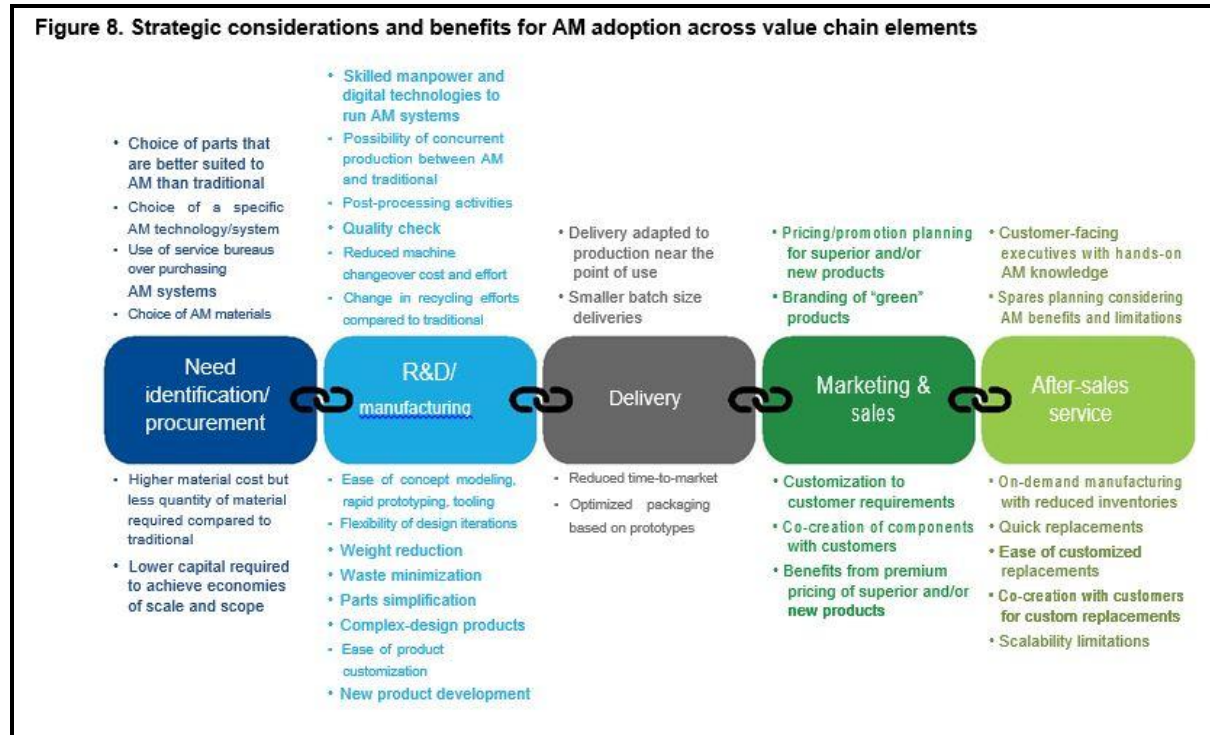 Figure 8. Strategic considerations and benefits for AM adoption across value chain elements
• Choice of parts that
are better suited to
AM than traditional
• Choice of a specific
AM technology/system
• Use of service bureaus
over purchasing
AM systems
• Choice of AM materials
• Skilled manpower and
digital technologies to
run AM systems
• Possibility of concurrent
production between AM
and traditional
• Post-processing activities
• Quality check
• Reduced machine
changeover cost and effort
• Change in recycling efforts
compared to traditional
• Delivery adapted to
production near the
point of use
• Smaller batch size
deliveries
• Pricing/promotion planning
for superior and/or
new products
• Branding of “green”
products
• Customer-facing
executives with hands-on
AM knowledge
• Spares planning considering
AM benefits and limitations
Need
identification/
procurement
R&D/
manufacturing
Delivery
Marketing &
sales
After-sales
service
• Higher material cost but
less quantity of material
required compared to
traditional
• Lower capital required
to achieve economies
of scale and scope
• Ease of concept modeling,
rapid prototyping, tooling
• Flexibility of design iterations
• Weight reduction
• Waste minimization
• Parts simplification
• Complex-design products
• Ease of product
customization
• New product development
• Reduced time-to-market
• Optimized packaging
based on prototypes
• Customization to
customer requirements
• Co-creation of components
with customers
• Benefits from premium
pricing of superior and/or
new products
• On-demand manufacturing
with reduced inventories
• Quick replacements
• Ease of customized
replacements
• Co-creation with customers
for custom replacements
• Scalability limitations